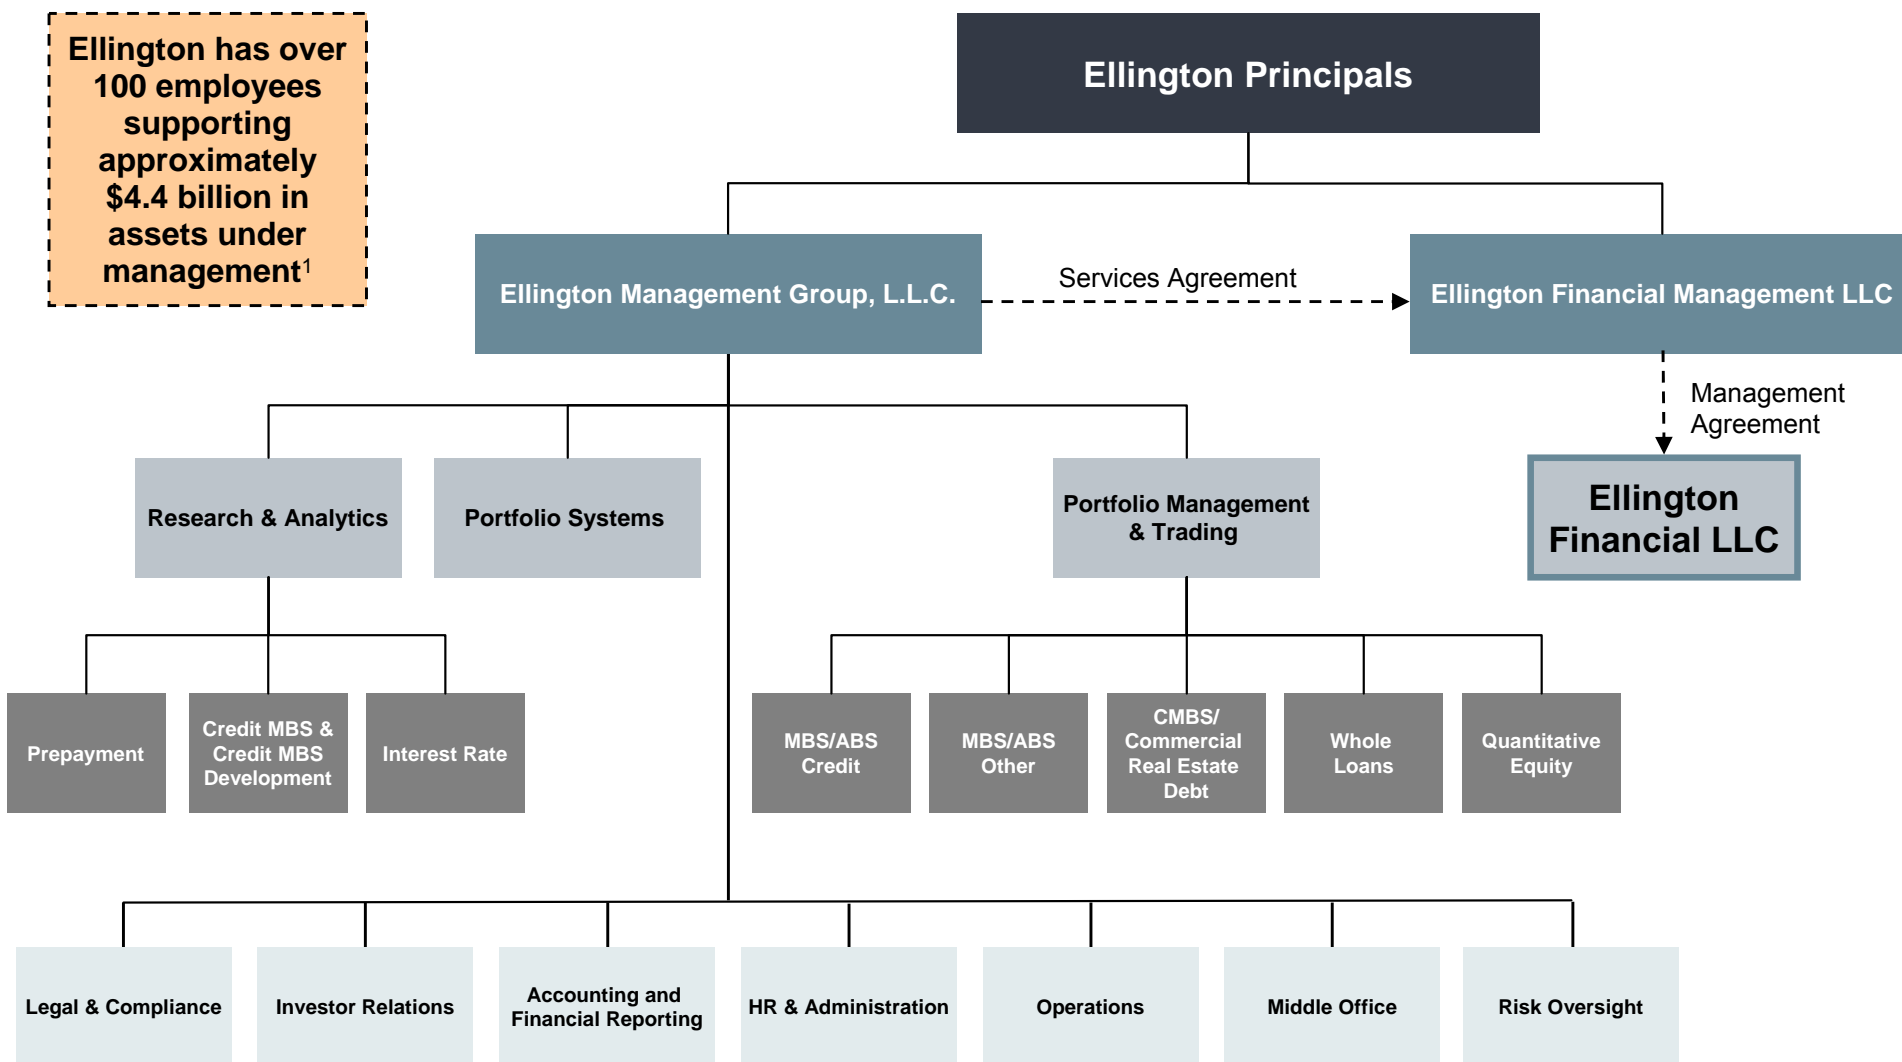 Ellington has over
100 employees
supporting
approximately
$4.4 billion in
assets under
management¹
Ellington Principals
Ellington Management Group, L.L.C.
Services Agreement
Ellington Financial Management LLC
Management
Agreement
Ellington
Financial LLC
Research & Analytics
Portfolio Systems
Portfolio Management
& Trading
Prepayment
Credit MBS &
Credit MBS
Development
Interest Rate
MBS/ABS
Credit
MBS/ABS
Other
CMBS/
Commercial
Real Estate
Debt
Whole
Loans
Quantitative
Equity
Legal & Compliance
Investor Relations
Accounting and
Financial Reporting
HR & Administration
Operations
Middle Office
Risk Oversight